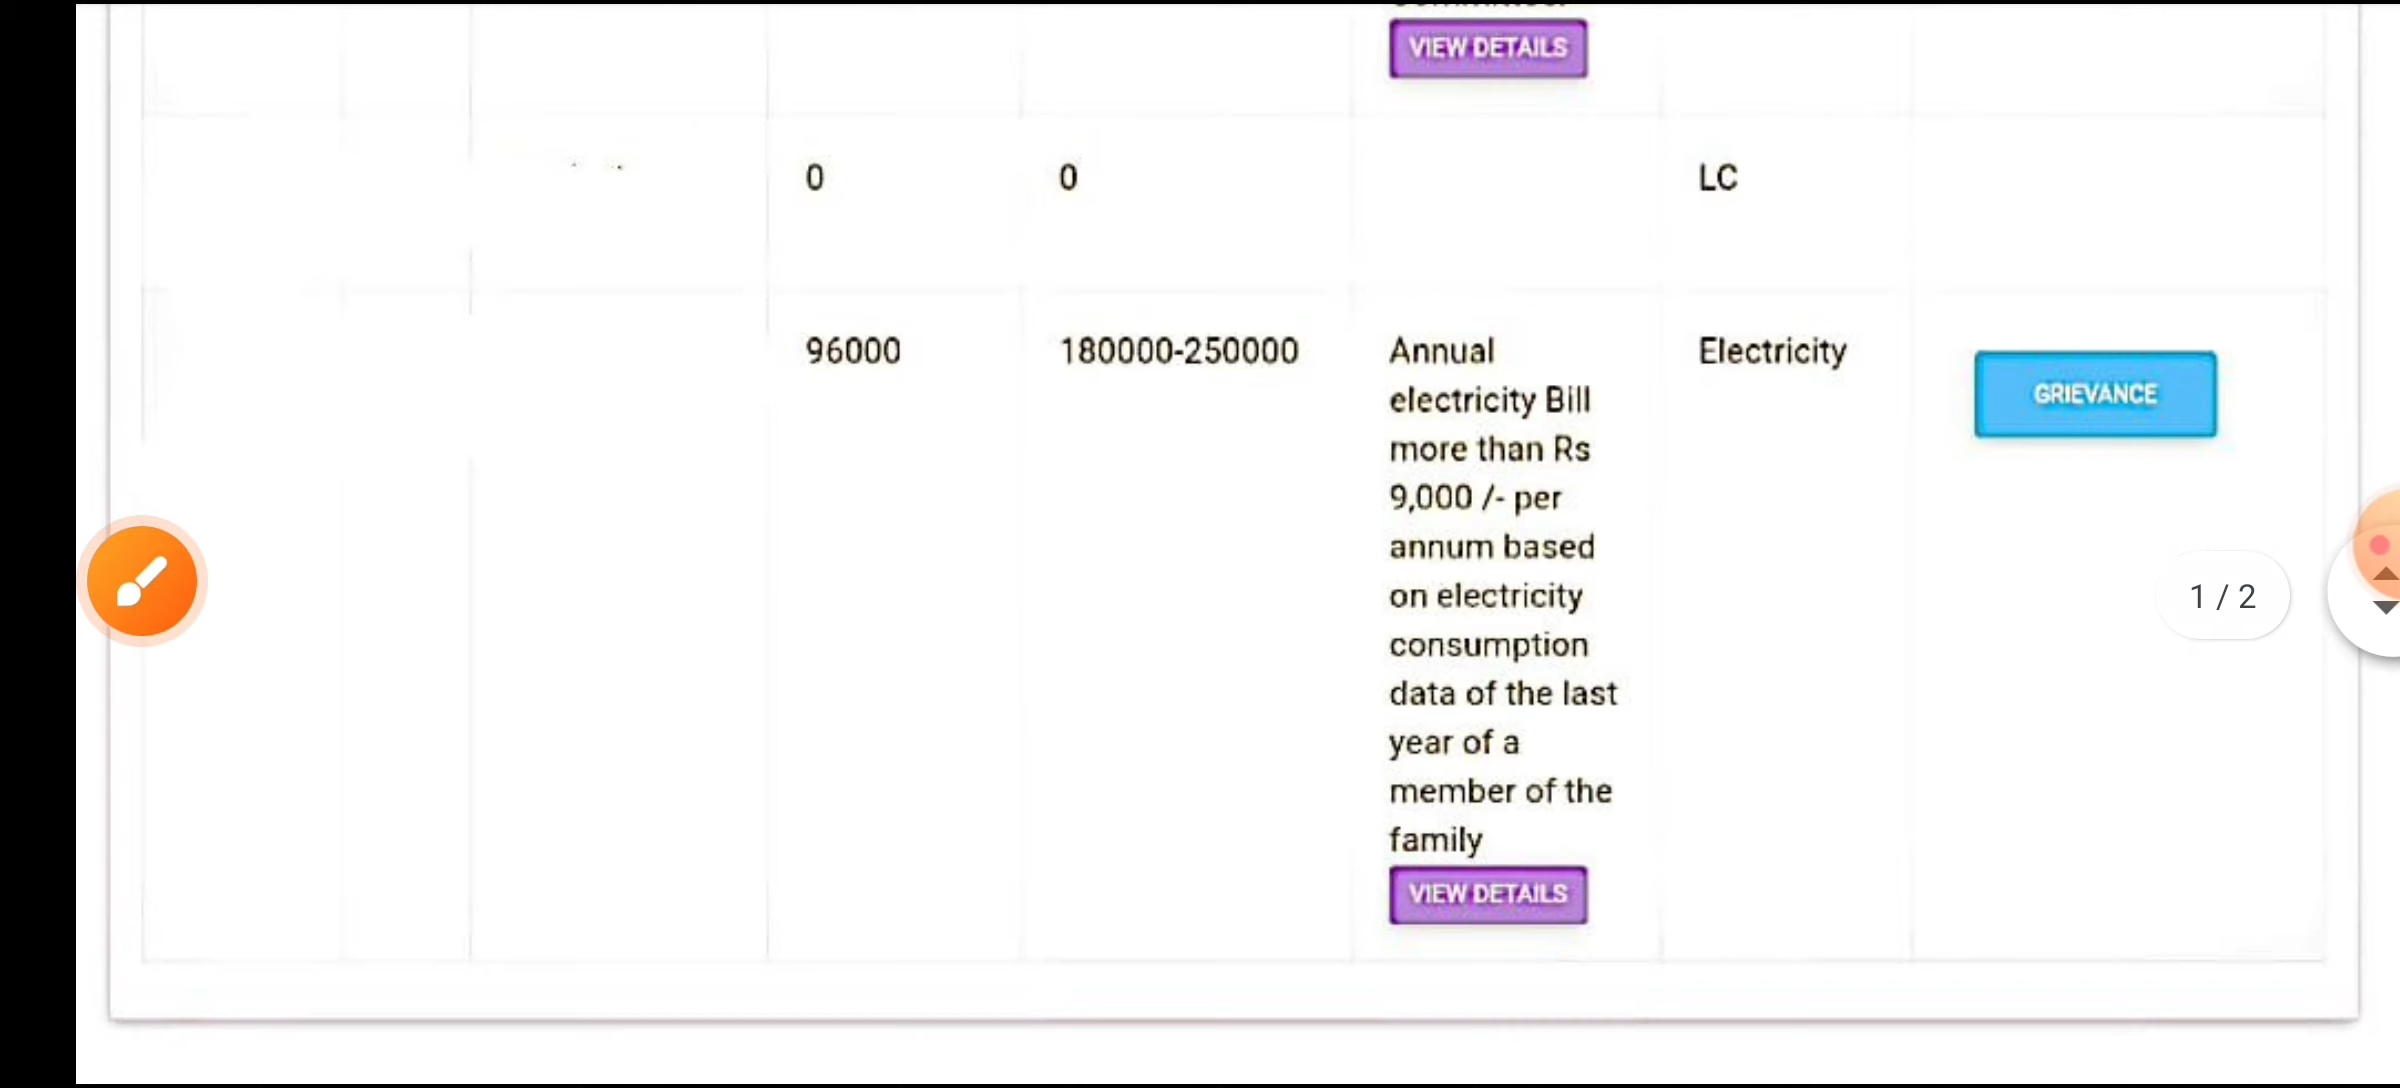 VIEW DETAILS
0 0 LC
96000 180000-250000 Annual Electricity
electricity Bill
GRIEVANCE
more than Rs
9,000 /- per
annum based
on electricity
consumption
data of the last
year of a
member of the
family
VIEW DETAILS
1 / 2